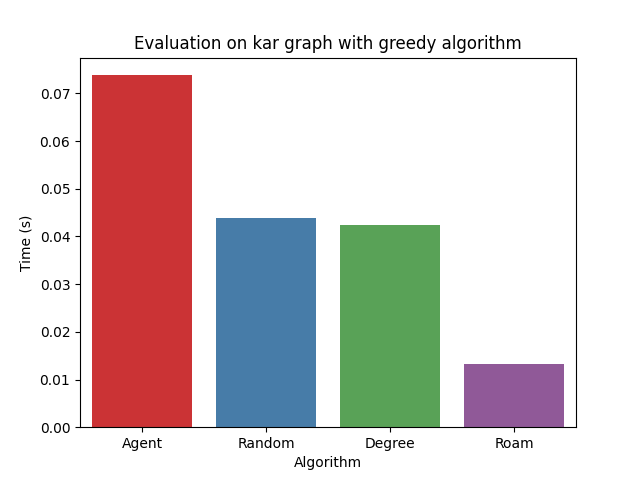 Evaluation on kar graph with greedy algorithm
0.07
0.06
0.05
0.04
0.03
0.02
0.01
0.00
Time (s)
Agent Random Degree Roam
Algorithm